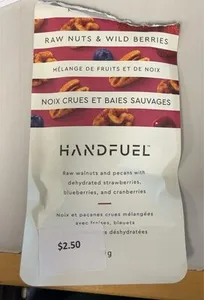 RAW NUTS & WILD BERRIES
MÉLANGE DE FRUITS ET DE NOIX
NOIX CRUES ET BAIES SAUVAGES
HANDFUEL™
Raw walnuts and pecans with
dehydrated strawberries,
blueberries, and cranberries
Noix et pacanes crues mélangées
avec fraises, bleuets
déshydratées
$2.50
g